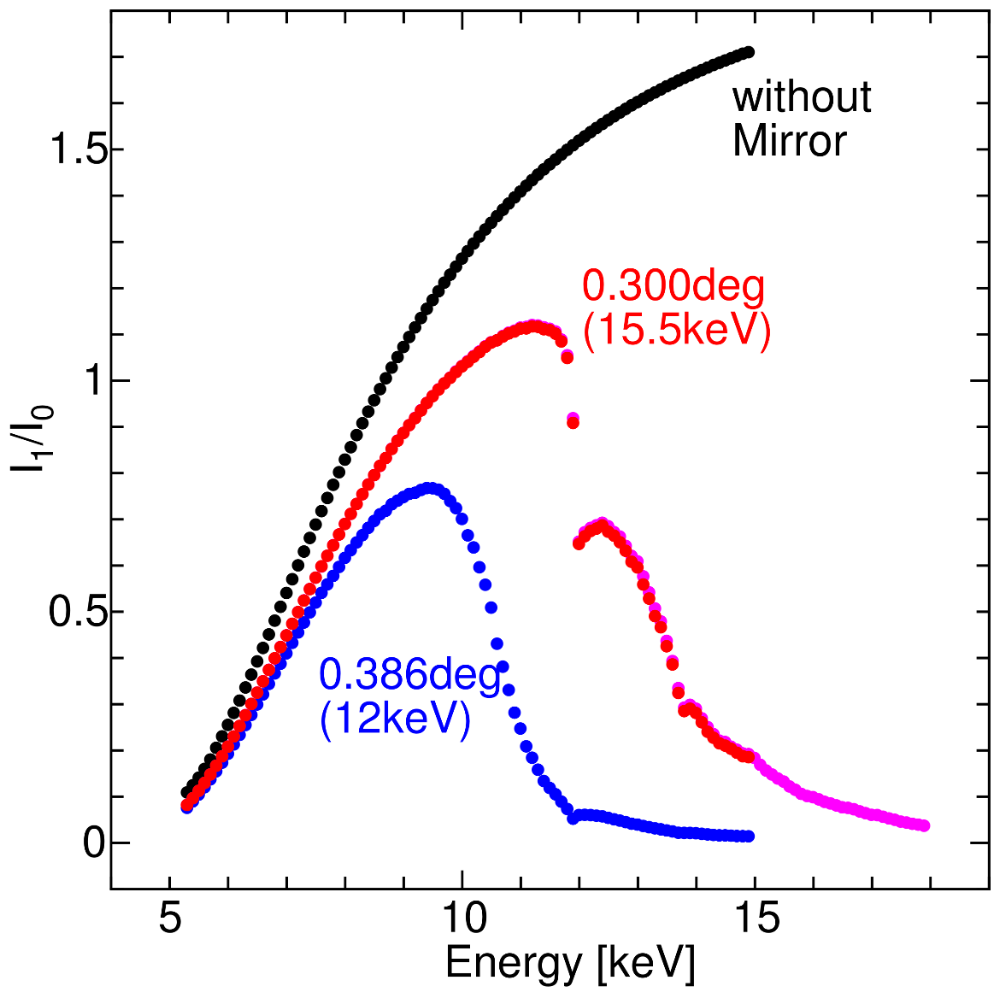 without
Mirror
1.5
0.300deg
(15.5keV)
1
I1/I0
0.5
0.386deg
(12keV)
0
5
10
15
Energy [keV]